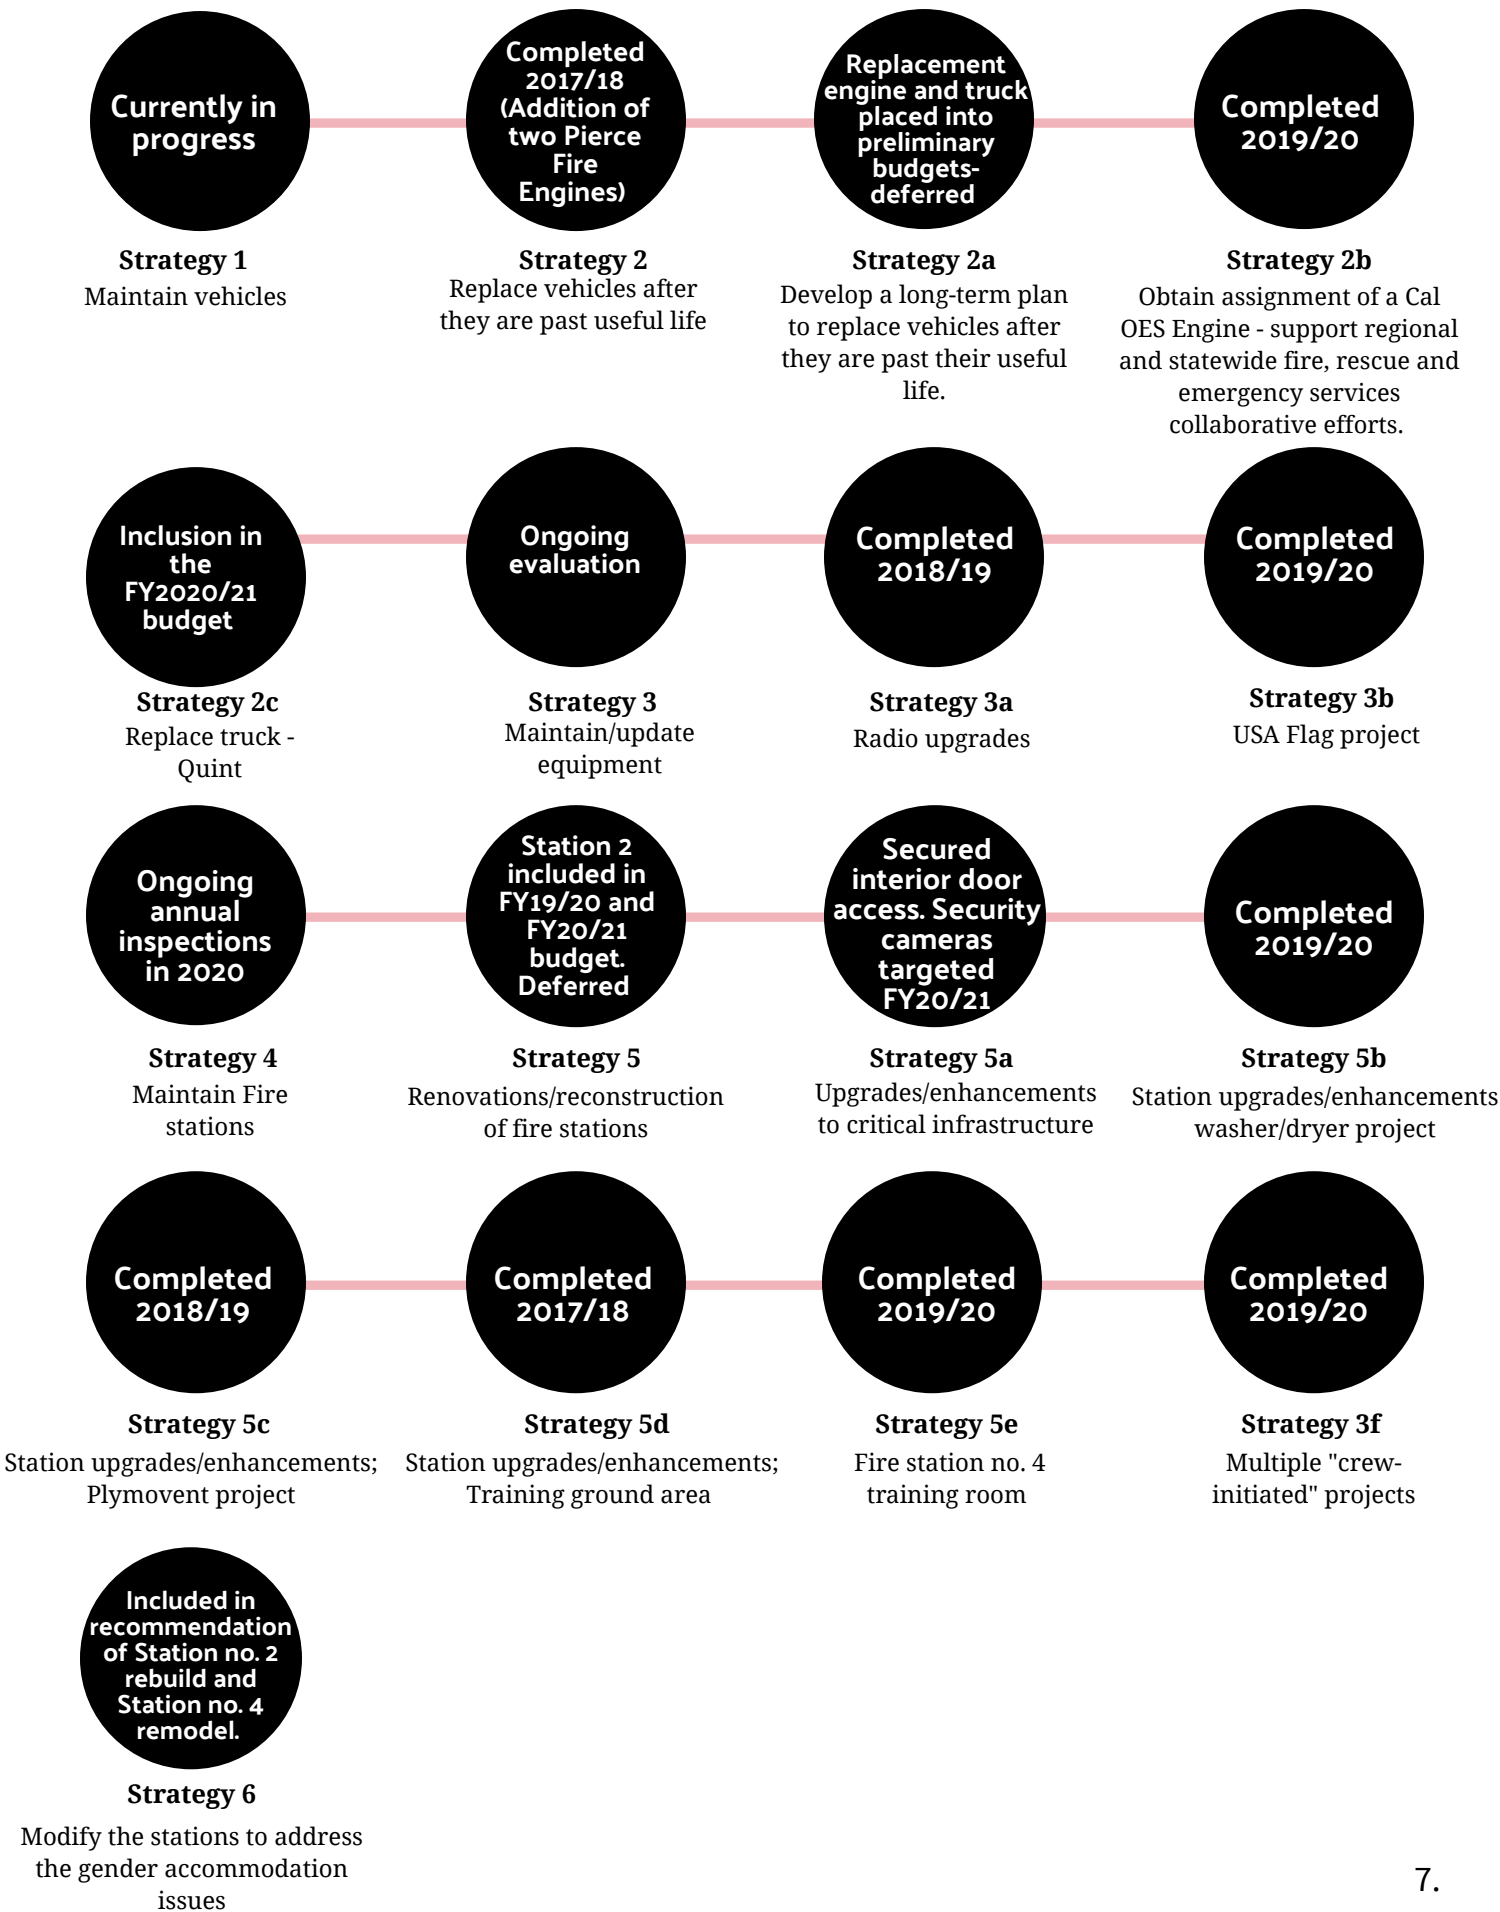 Currently in
progress
Strategy 1
Maintain vehicles
Completed
2017/18
(Addition of
two Pierce
Fire
Engines)
Strategy 2
Replace vehicles after
they are past useful life
Replacement
engine and truck
placed into
preliminary
budgets-
deferred
Strategy 2a
Develop a long-term plan
to replace vehicles after
they are past their useful
life.
Completed
2019/20
Strategy 2b
Obtain assignment of a Cal
OES Engine - support regional
and statewide fire, rescue and
emergency services
collaborative efforts.
Inclusion in
the
FY2020/21
budget
Strategy 2c
Replace truck -
Quint
Ongoing
evaluation
Strategy 3
Maintain/update
equipment
Completed
2018/19
Strategy 3a
Radio upgrades
Completed
2019/20
Strategy 3b
USA Flag project
Ongoing
annual
inspections
in 2020
Strategy 4
Maintain Fire
stations
Station 2
included in
FY19/20 and
FY20/21
budget.
Deferred
Strategy 5
Renovations/reconstruction
of fire stations
Secured
interior door
access. Security
cameras
targeted
FY20/21
Strategy 5a
Upgrades/enhancements
to critical infrastructure
Completed
2019/20
Strategy 5b
Station upgrades/enhancements
washer/dryer project
Completed
2018/19
Strategy 5c
Station upgrades/enhancements;
Plymovent project
Completed
2017/18
Strategy 5d
Station upgrades/enhancements;
Training ground area
Completed
2019/20
Strategy 5e
Fire station no. 4
training room
Completed
2019/20
Strategy 3f
Multiple "crew-
initiated" projects
Included in
recommendation
of Station no. 2
rebuild and
Station no. 4
remodel.
Strategy 6
Modify the stations to address
the gender accommodation
issues
7.